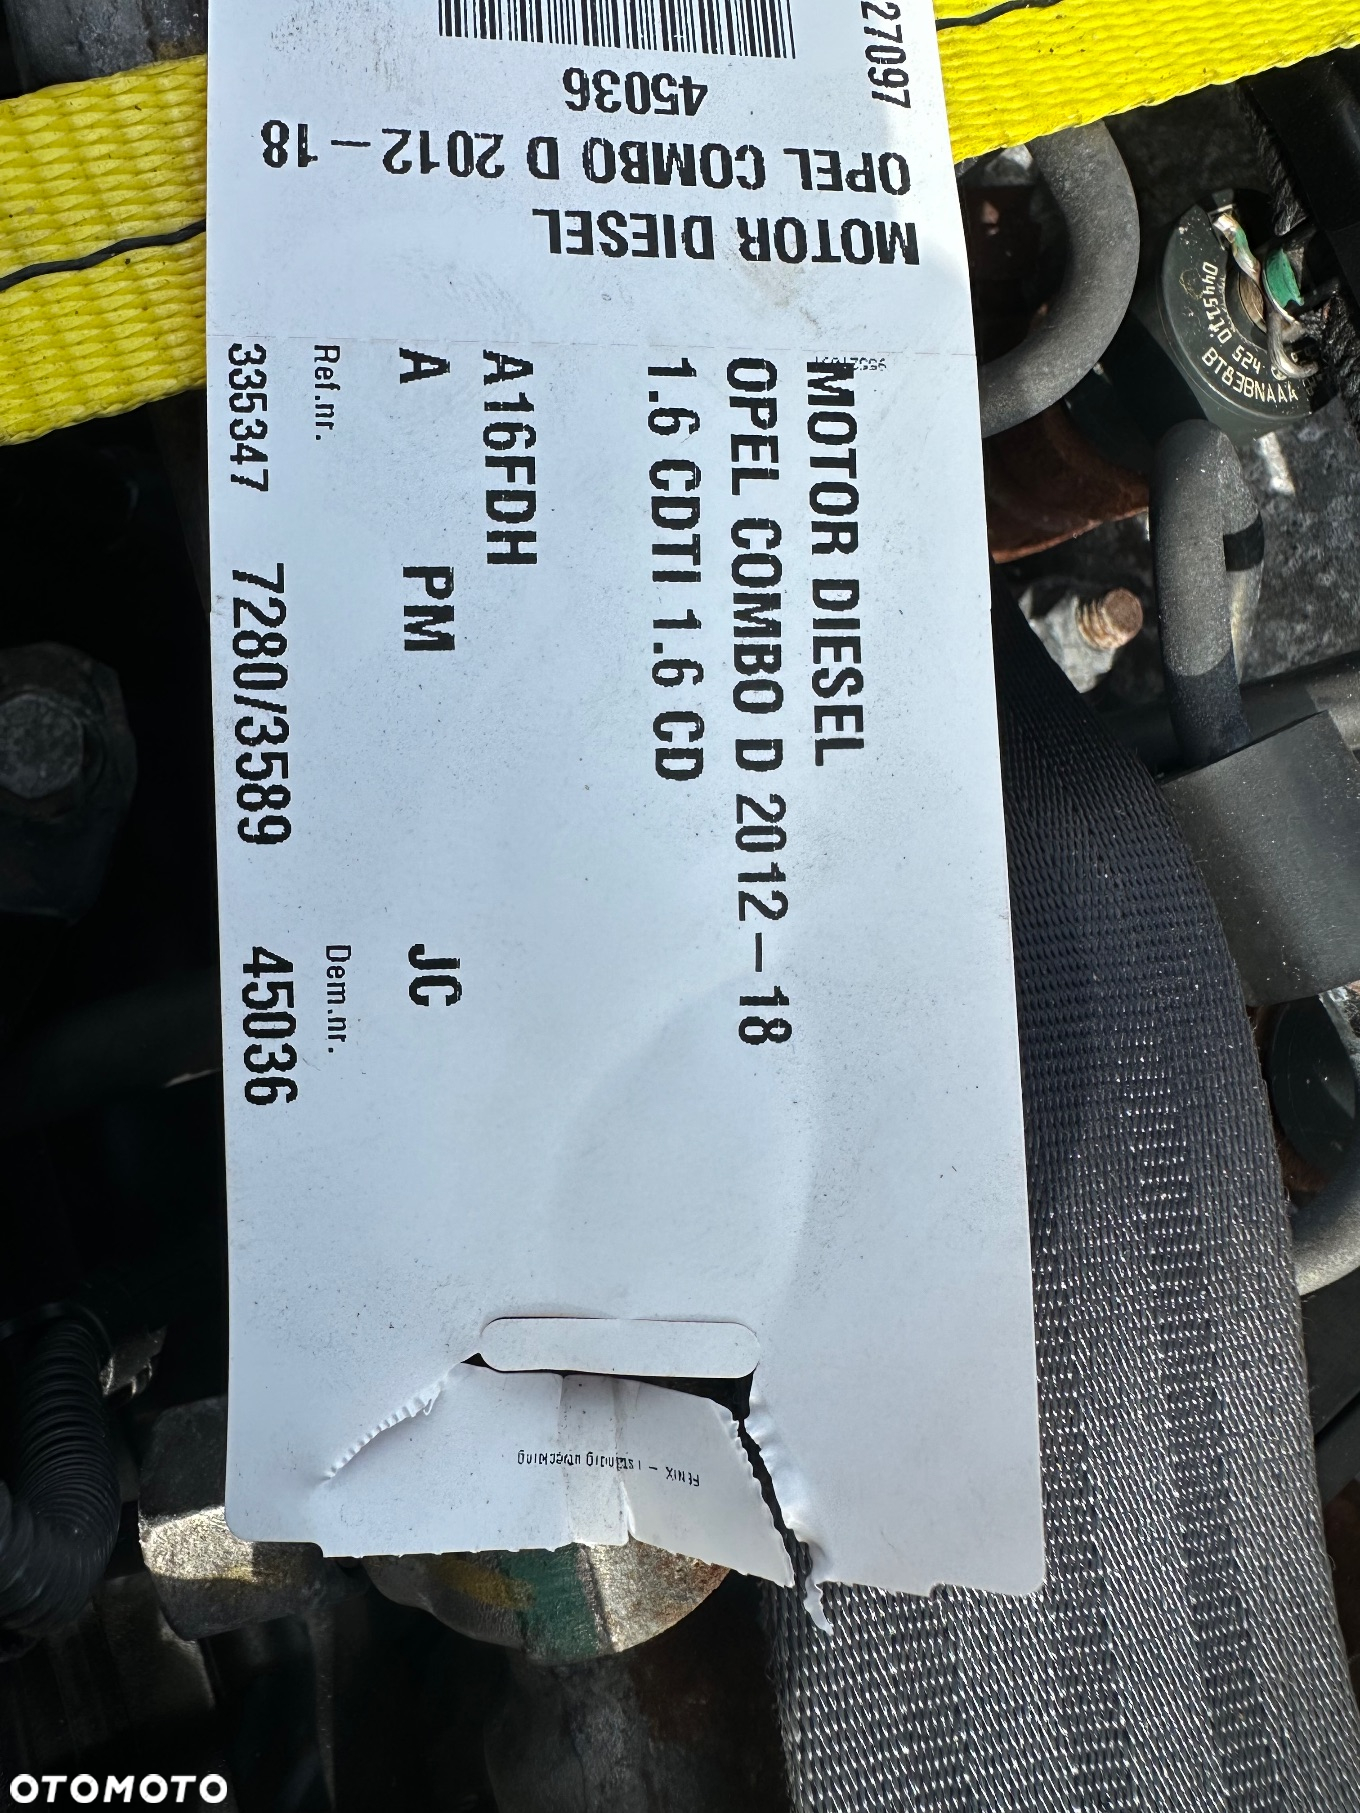 27097
45036
OPEL COMBO D 2012-18
MOTOR DIESEL
MOTOR DIESEL
OPEL COMBO D 2012-18
1.6 CDTI 1.6 CD
A16FDH
A PM JC
Ref.nr. Dem.nr.
335347 7280/3589 45036
0445110 524
BT83BNAAA
OTOMOTO